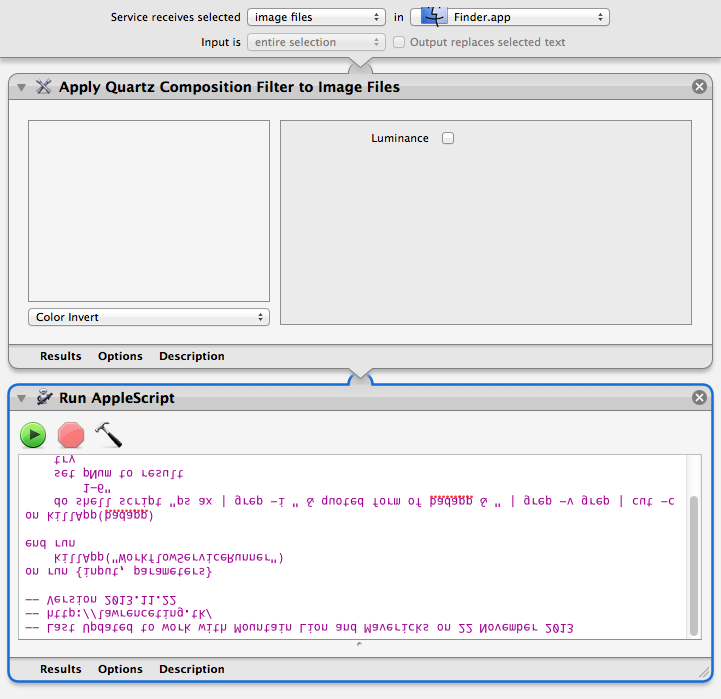 Service receives selected image files in Finder.app
Input is entire selection Output replaces selected text
Apply Quartz Composition Filter to Image Files
Luminance
Color Invert
Results Options Description
Run AppleScript
-- Last Updated to work with Mountain Lion and Mavericks on 22 November 2013
-- http://lawrenceting.tk/
-- Version 2013.11.22
on run {input, parameters}
killApp("WorkflowServiceRunner")
end run
on killApp(badapp)
do shell script "ps ax | grep -i " & quoted form of badapp & " | grep -v grep | cut -c
1-6"
set pNum to result
try
Results Options Description